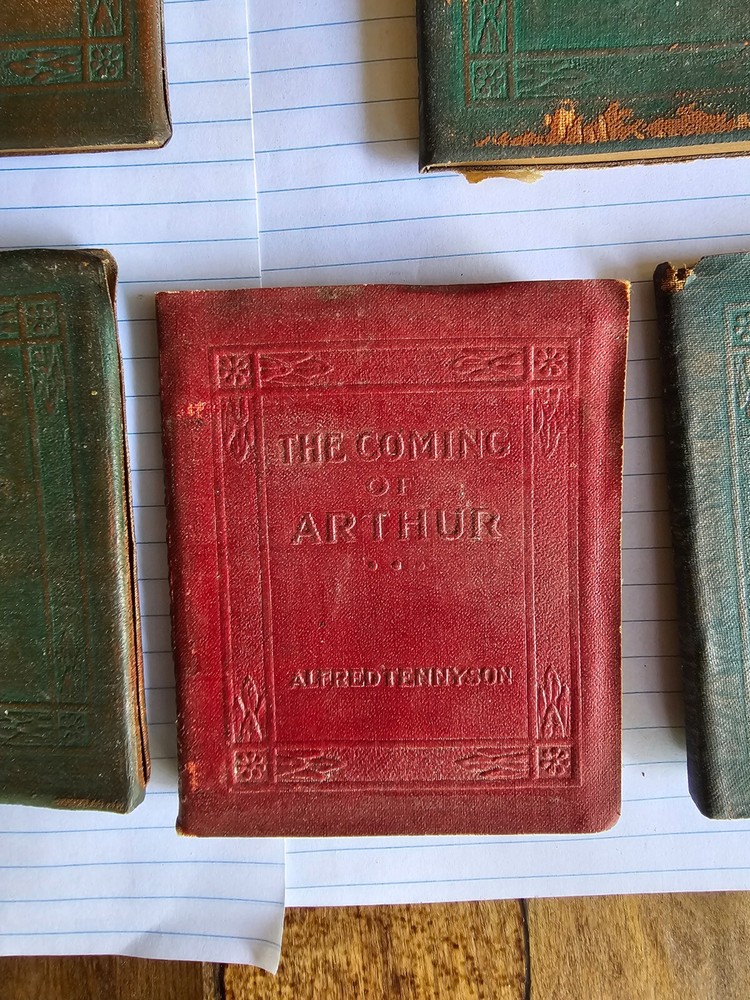 THE COMING
OF
ARTHUR
ALFRED TENNYSON